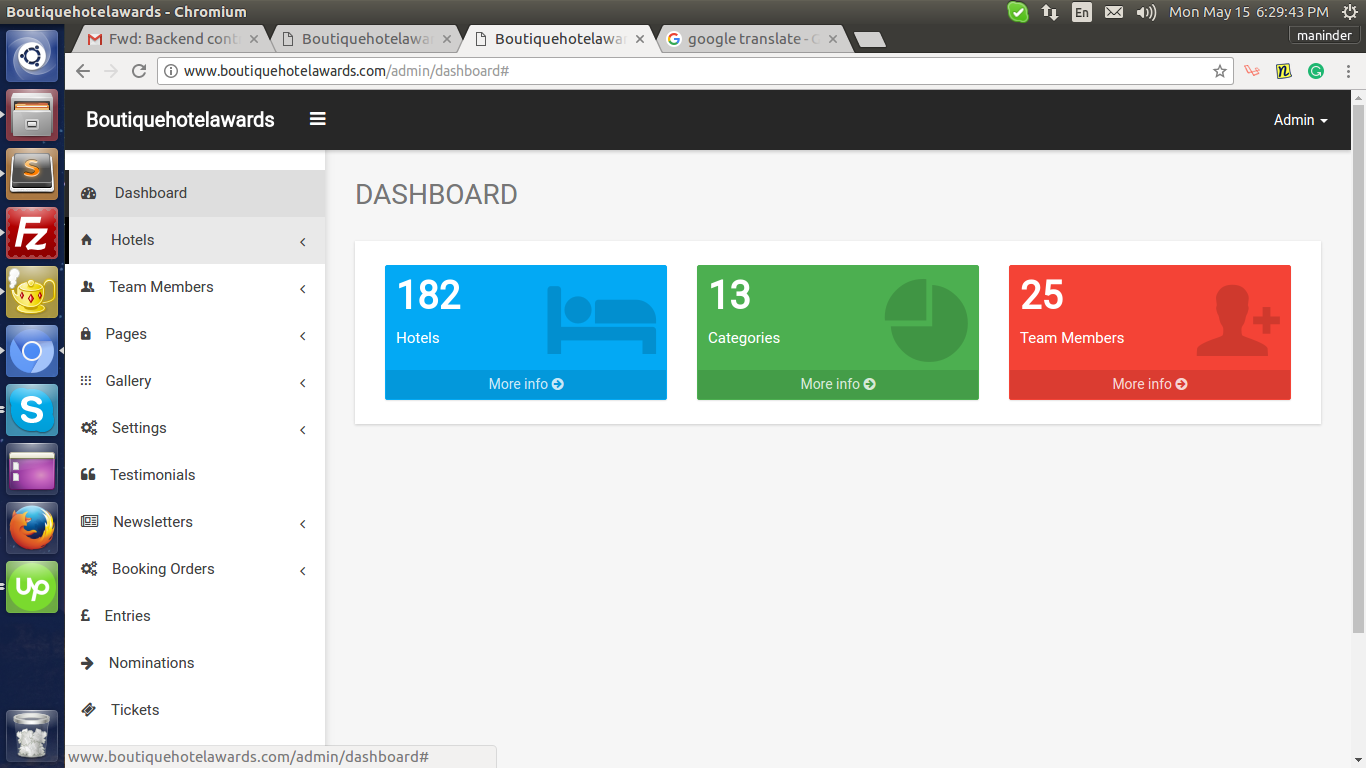 Boutiquehotelawards - Chromium
En
Mon May 15 6:29:43 PM
maninder
Fwd: Backend cont
Boutiquehotelawa
Boutiquehotelawa
google translate - G
www.boutiquehotelawards.com/admin/dashboard#
Boutiquehotelawards
Admin
Dashboard
Hotels
Team Members
Pages
Gallery
Settings
Testimonials
Newsletters
Booking Orders
£ Entries
Nominations
Tickets
DASHBOARD
182
Hotels
More info
13
Categories
More info
25
Team Members
More info
www.boutiquehotelawards.com/admin/dashboard#
S
Fz
S
Up